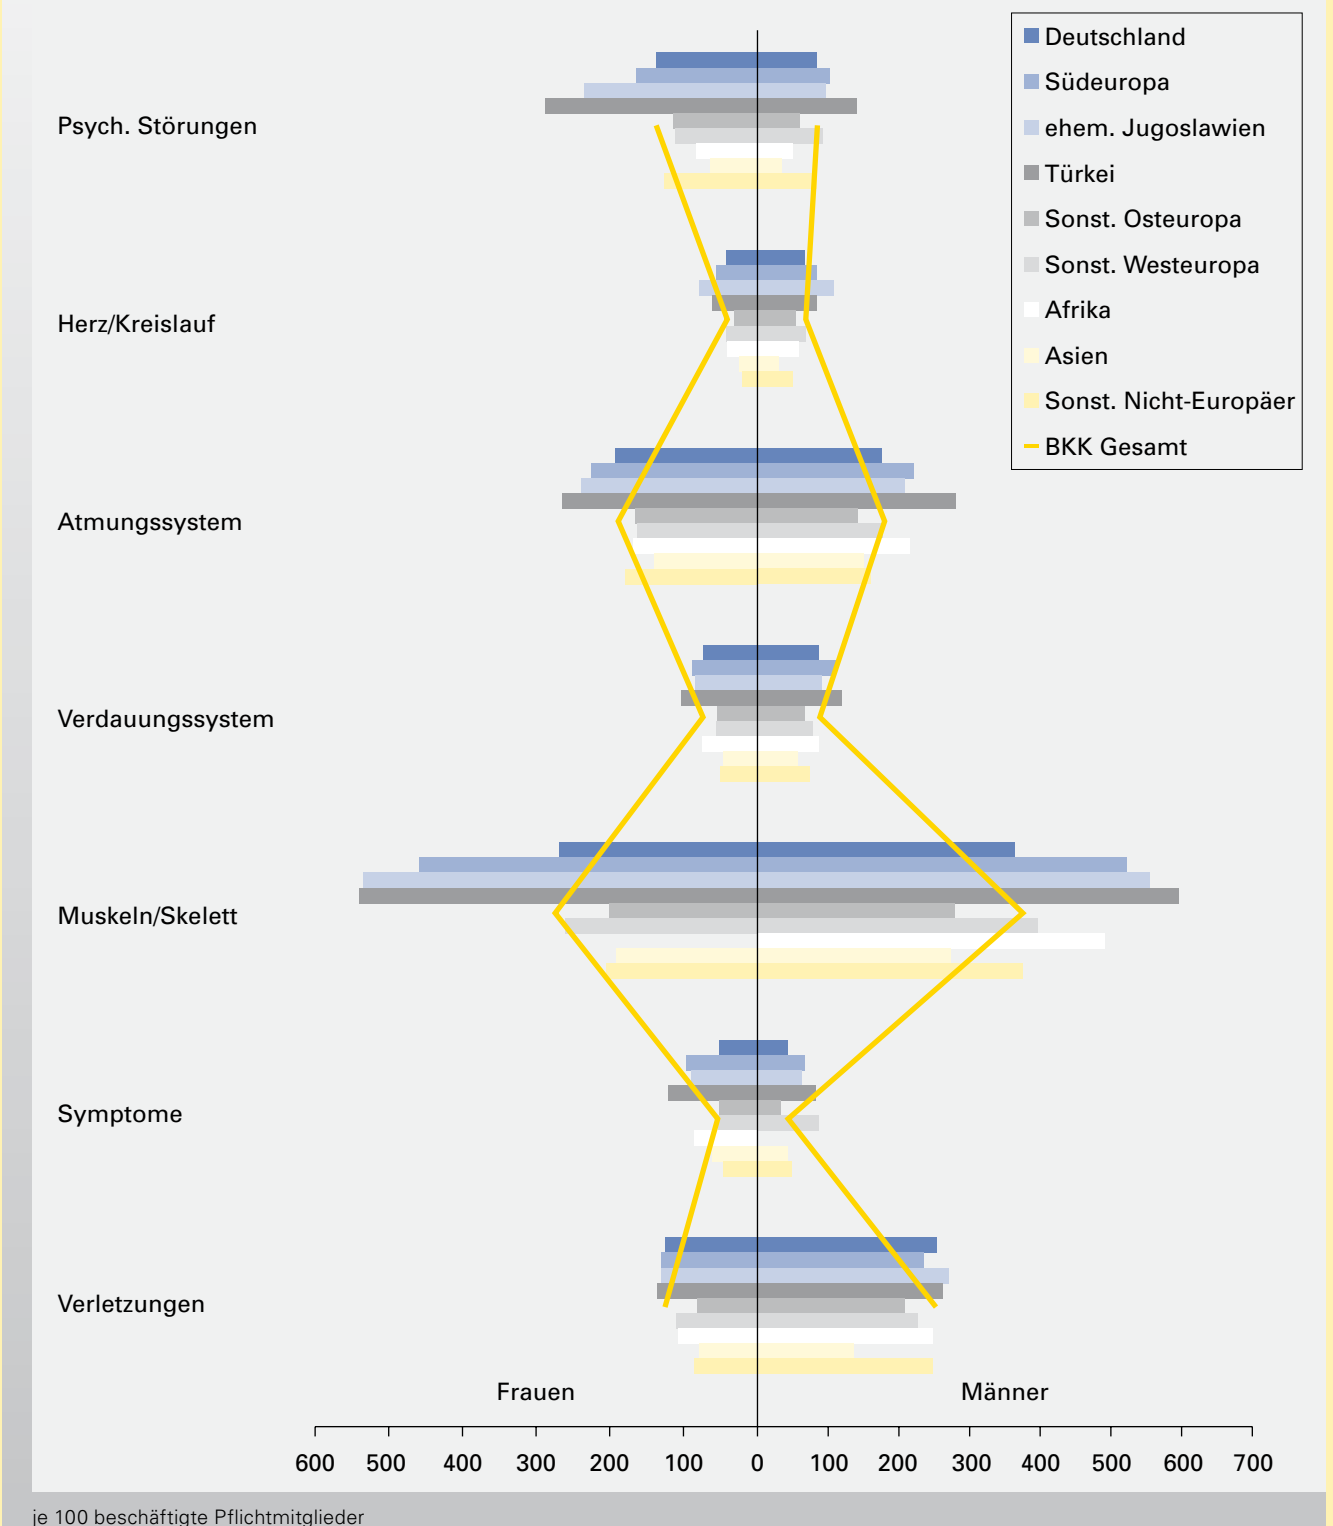 Deutschland
Südeuropa
ehem. Jugoslawien
Türkei
Sonst. Osteuropa
Sonst. Westeuropa
Afrika
Asien
Sonst. Nicht-Europäer
BKK Gesamt
Psych. Störungen
Herz/Kreislauf
Atmungssystem
Verdauungssystem
Muskeln/Skelett
Symptome
Verletzungen
Frauen Männer
600 500 400 300 200 100 0 100 200 300 400 500 600 700
je 100 beschäftigte Pflichtmitglieder